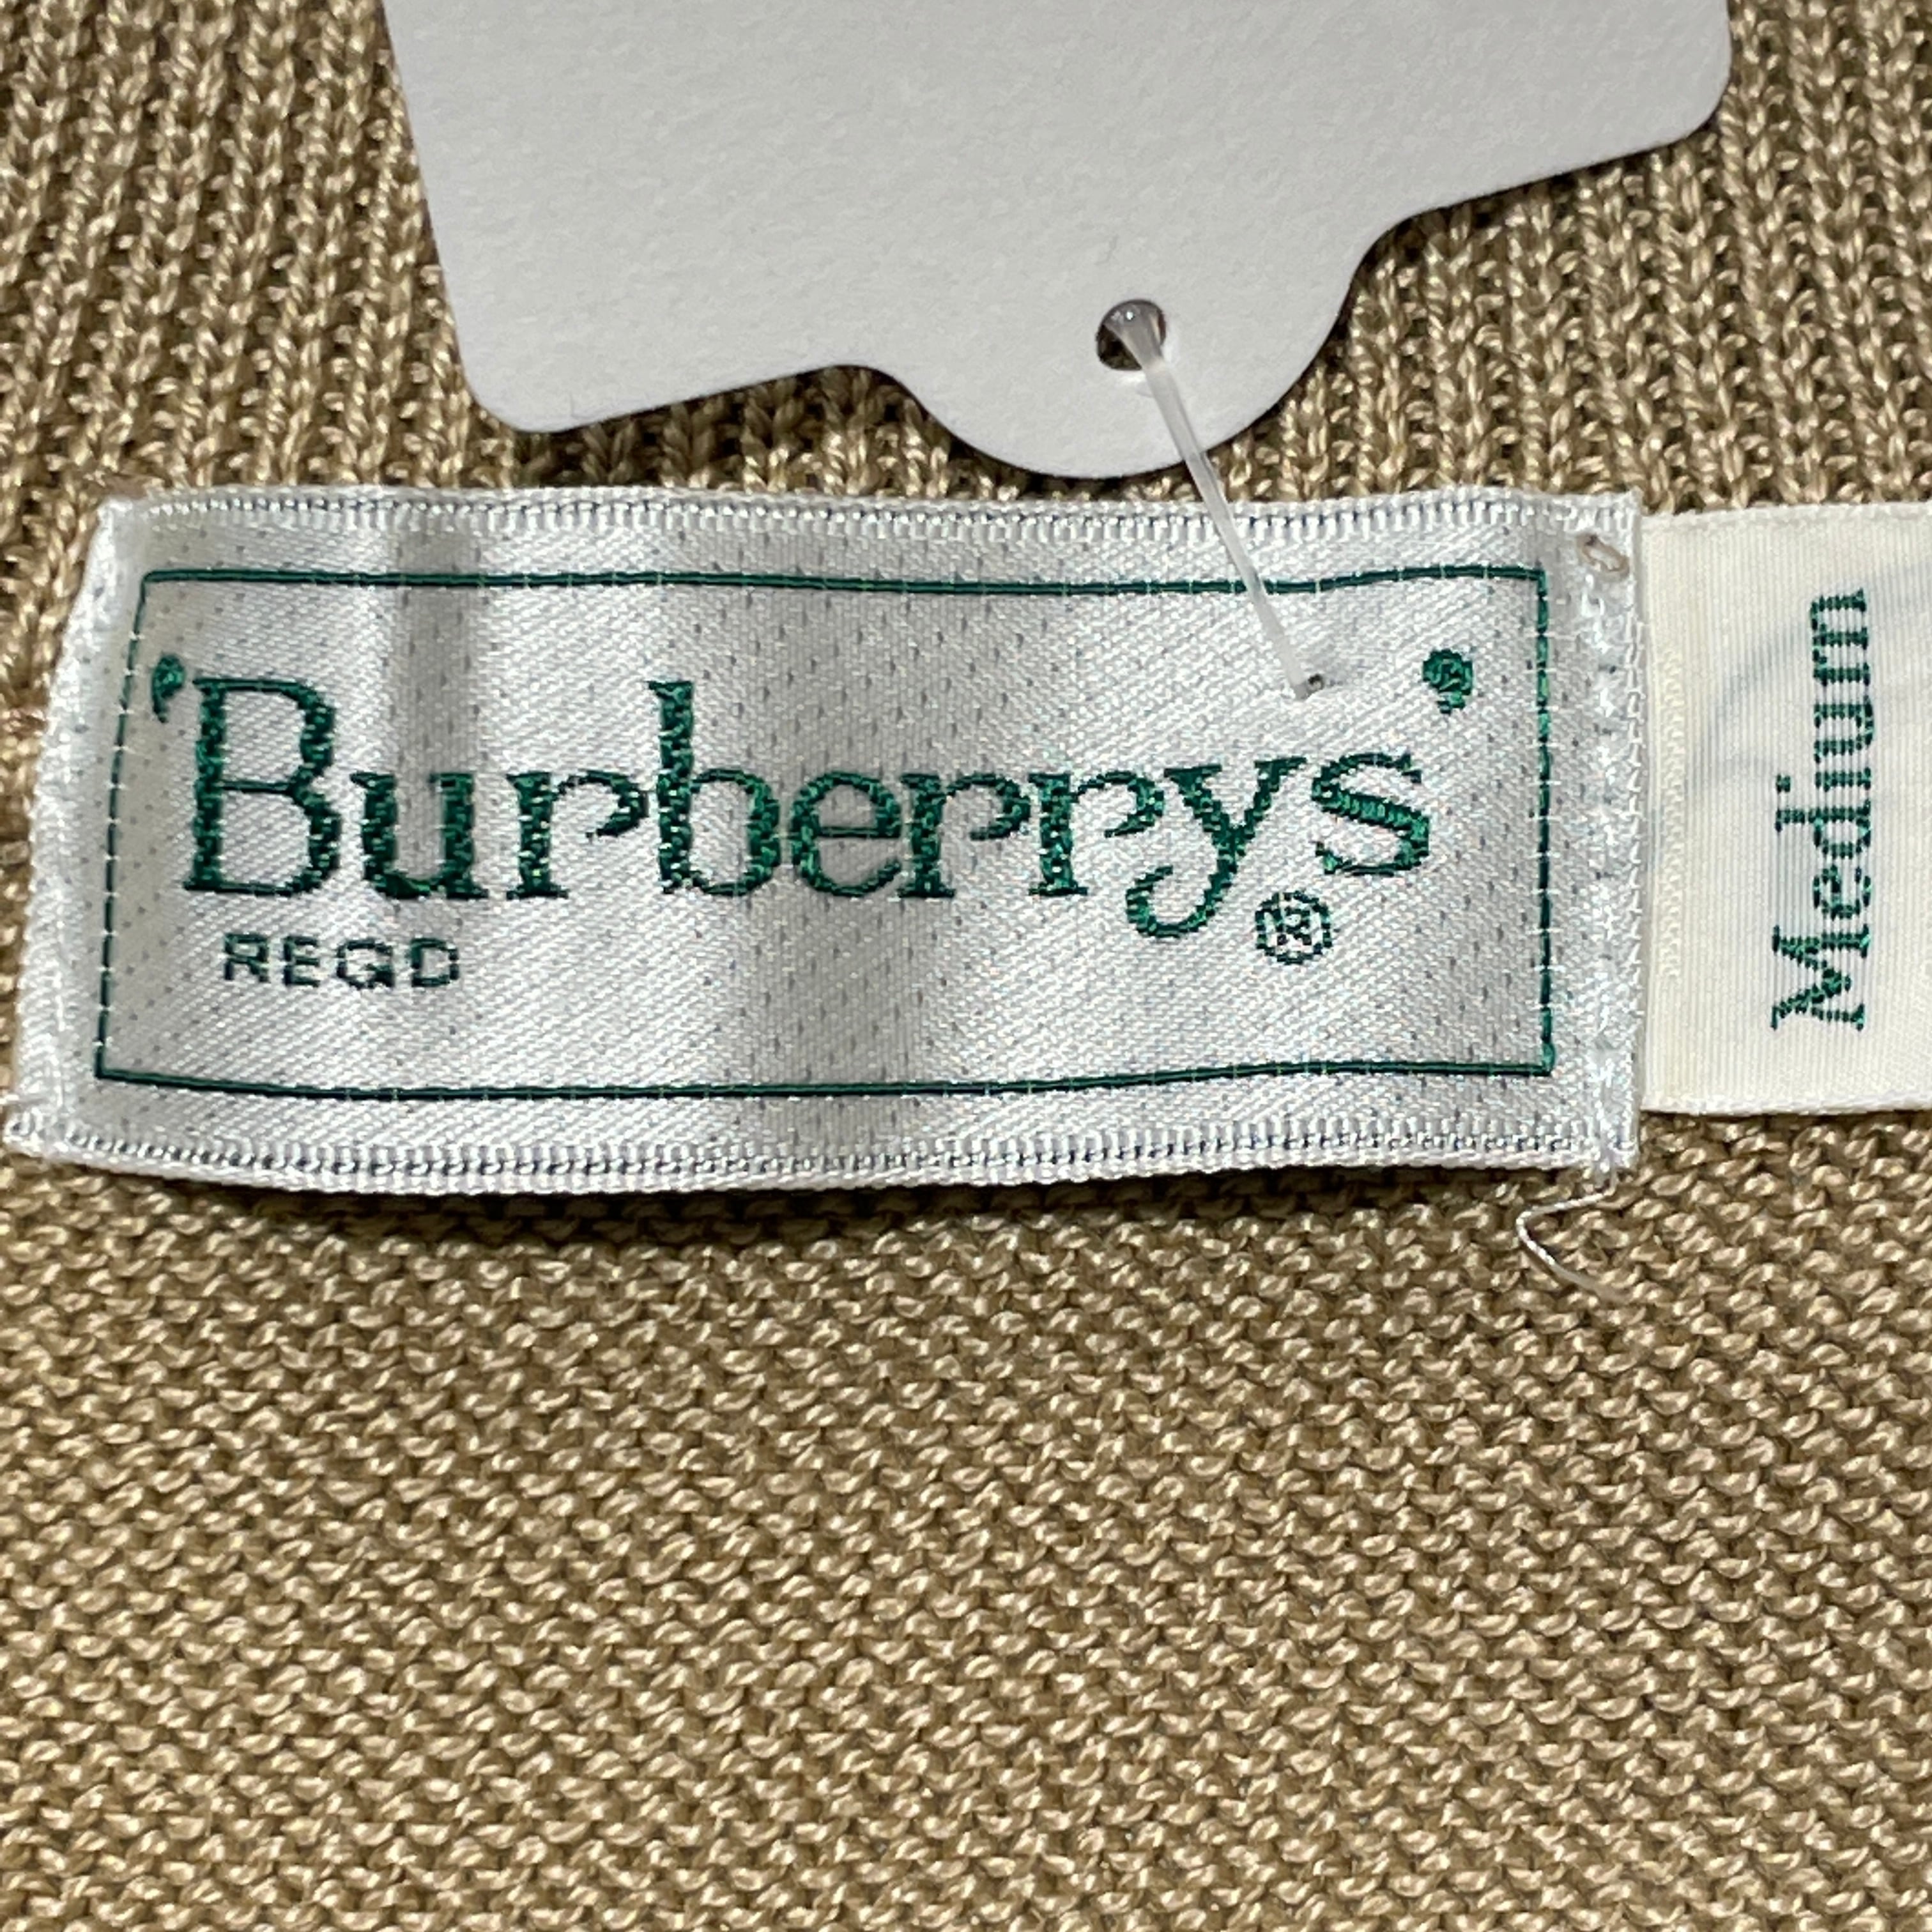 'Burberrys'
REGD
®
Medium